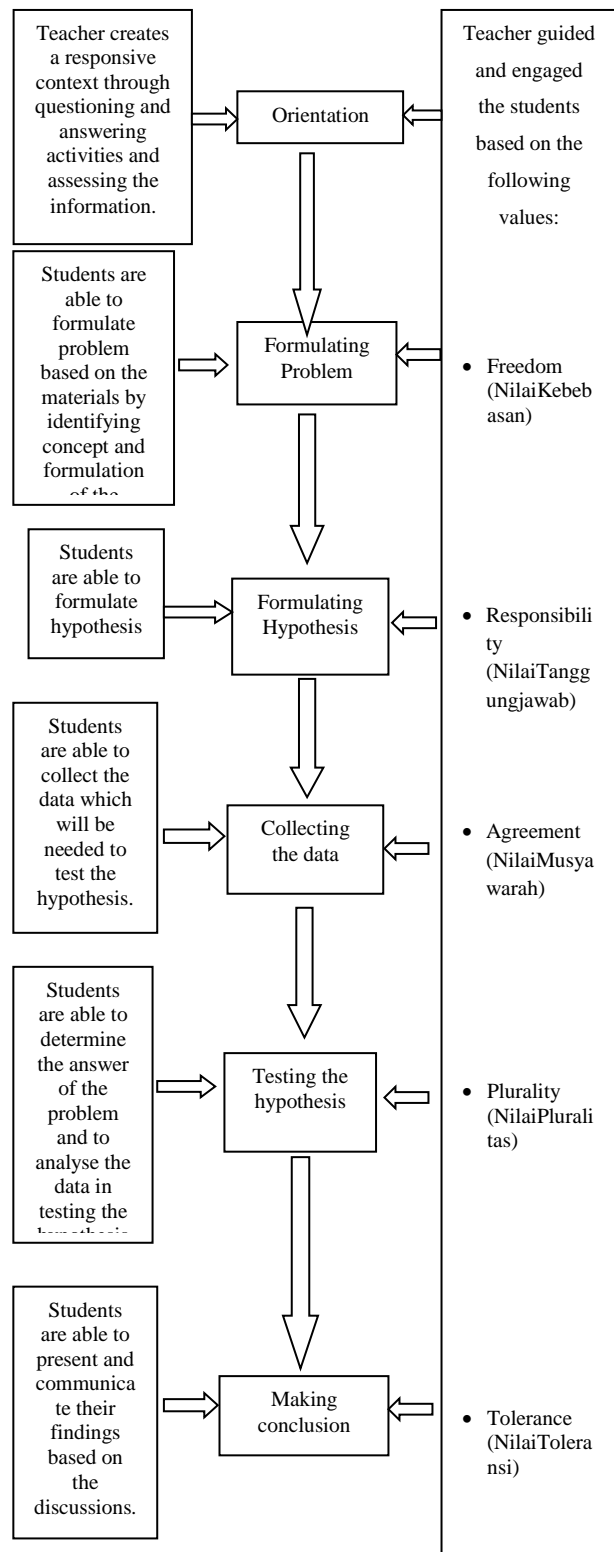 Teacher creates
a responsive
context through
questioning and
answering
activities and
assessing the
information.
Orientation
Teacher guided
and engaged
the students
based on the
following
values:
Students are
able to
formulate
problem
based on the
materials by
identifying
concept and
formulation
of the
Formulating
Problem
• Freedom
(NilaiKebeb
asan)
Students
are able to
formulate
hypothesis
Formulating
Hypothesis
• Responsibi
ty
(NilaiTangg
ungjawab)
Students
are able to
collect the
data which
will be
needed to
test the
hypothesis.
Collecting
the data
• Agreement
(NilaiMusya
warah)
Students
are able to
determine
the answer
of the
problem
and to
analyse the
data in
testing the
hypothesis
Testing the
hypothesis
• Plurality
(NilaiPlurali
tas)
Students
are able to
present and
communica
te their
findings
based on
the
discussions.
Making
conclusion
• Tolerance
(NilaiTolera
nsi)